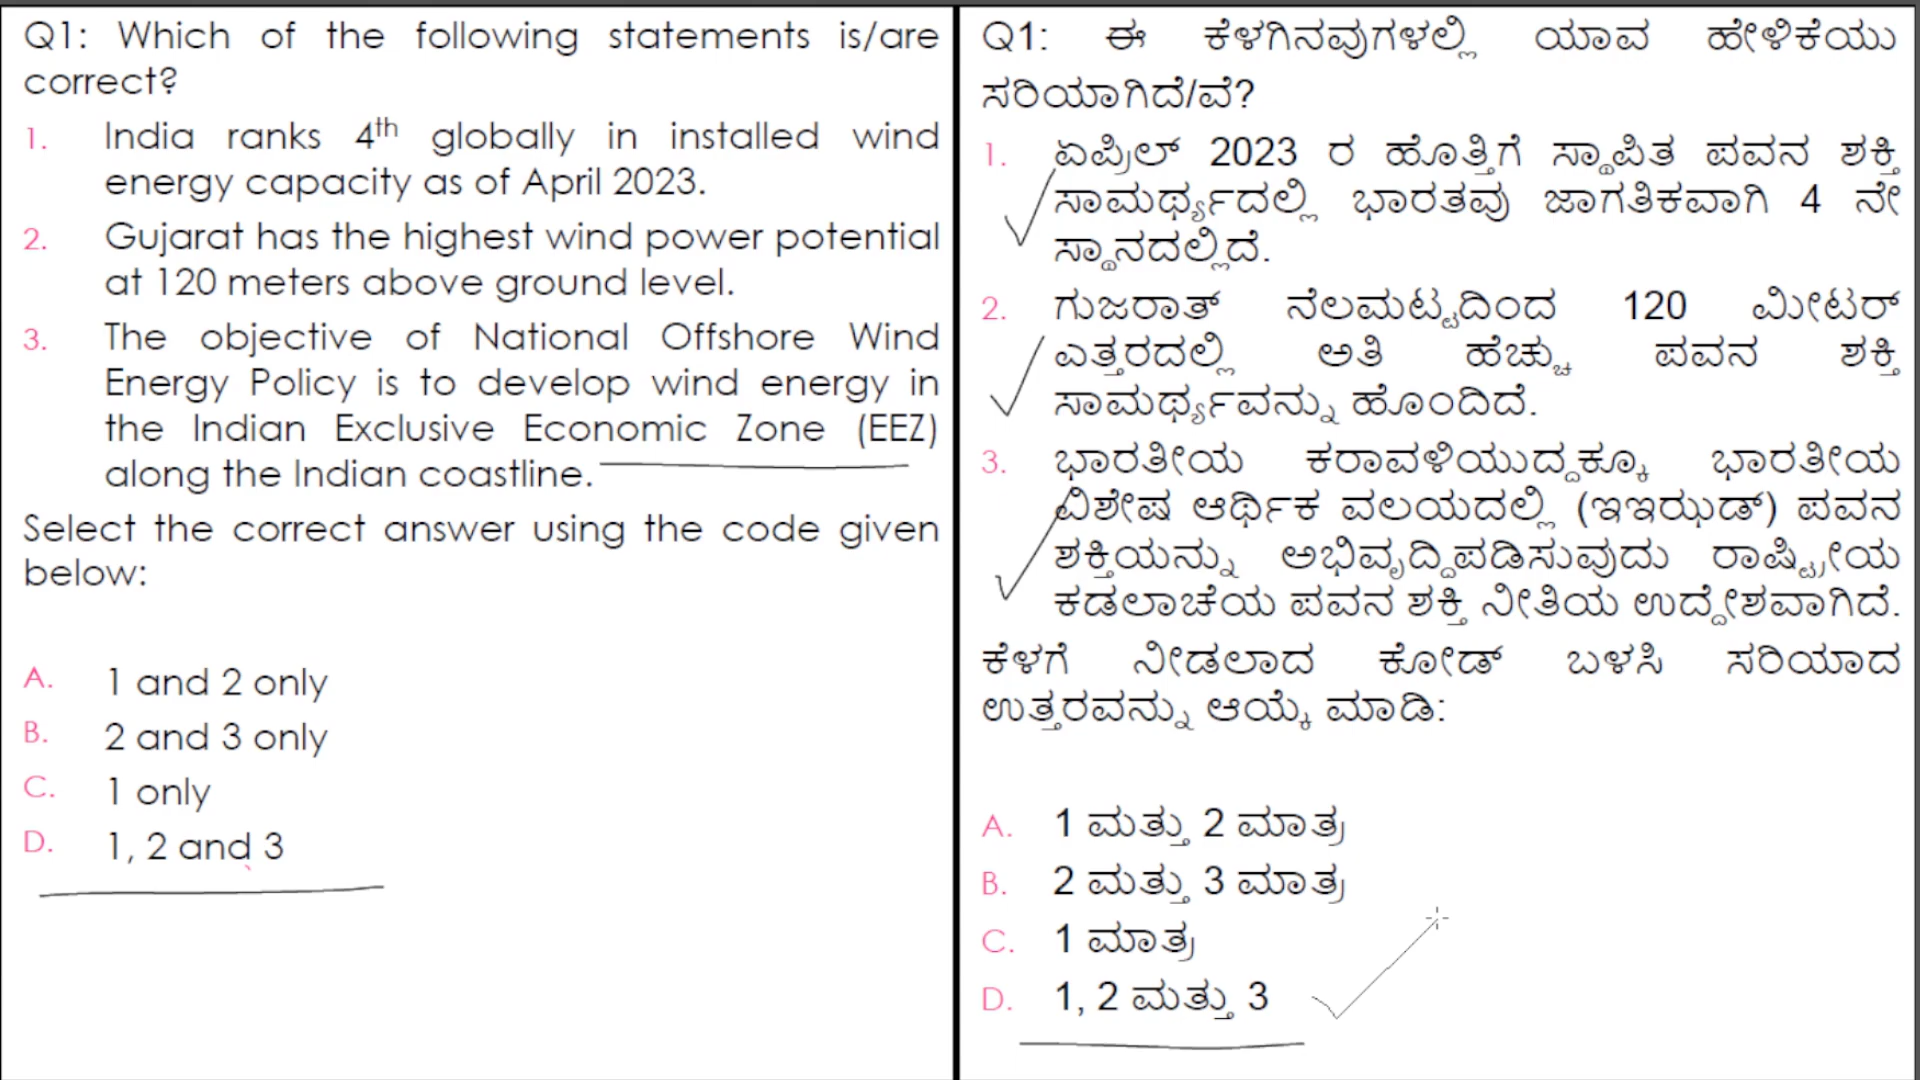 Q1: Which of the following statements is/are
correct?
1. India ranks 4th globally in installed wind
energy capacity as of April 2023.
2. Gujarat has the highest wind power potential
at 120 meters above ground level.
3. The objective of National Offshore Wind
Energy Policy is to develop wind energy in
the Indian Exclusive Economic Zone (EEZ)
along the Indian coastline.
Select the correct answer using the code given
below:
A. 1 and 2 only
B. 2 and 3 only
C. 1 only
D. 1, 2 and 3
Q1: ಈ ಕೆಳಗಿನವುಗಳಲ್ಲಿ ಯಾವ ಹೇಳಿಕೆಯು
ಸರಿಯಾಗಿದೆ/ವೆ?
1. ಏಪ್ರಿಲ್ 2023 ರ ಹೊತ್ತಿಗೆ ಸ್ಥಾಪಿತ ಪವನ ಶಕ್ತಿ
ಸಾಮರ್ಥ್ಯದಲ್ಲಿ ಭಾರತವು ಜಾಗತಿಕವಾಗಿ 4 ನೇ
ಸ್ಥಾನದಲ್ಲಿದೆ.
2. ಗುಜರಾತ್ ನೆಲಮಟ್ಟದಿಂದ 120 ಮೀಟರ್
ಎತ್ತರದಲ್ಲಿ ಅತಿ ಹೆಚ್ಚು ಪವನ ಶಕ್ತಿ
ಸಾಮರ್ಥ್ಯವನ್ನು ಹೊಂದಿದೆ.
3. ಭಾರತೀಯ ಕರಾವಳಿಯುದ್ದಕ್ಕೂ ಭಾರತೀಯ
ವಿಶೇಷ ಆರ್ಥಿಕ ವಲಯದಲ್ಲಿ (ಇಇಝಡ್) ಪವನ
ಶಕ್ತಿಯನ್ನು ಅಭಿವೃದ್ಧಿಪಡಿಸುವುದು ರಾಷ್ಟ್ರೀಯ
ಕಡಲಾಚೆಯ ಪವನ ಶಕ್ತಿ ನೀತಿಯ ಉದ್ದೇಶವಾಗಿದೆ.
ಕೆಳಗೆ ನೀಡಲಾದ ಕೋಡ್ ಬಳಸಿ ಸರಿಯಾದ
ಉತ್ತರವನ್ನು ಆಯ್ಕೆ ಮಾಡಿ:
A. 1 ಮತ್ತು 2 ಮಾತ್ರ
B. 2 ಮತ್ತು 3 ಮಾತ್ರ
C. 1 ಮಾತ್ರ
D. 1, 2 ಮತ್ತು 3